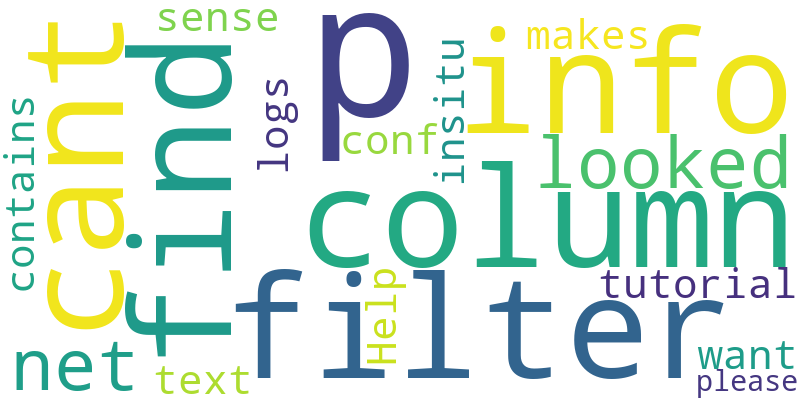 sense
makes
p
info
cant
find
logs
insitu
conf
looked
contains
column
filter
Help
tutorial
net
text
want
please